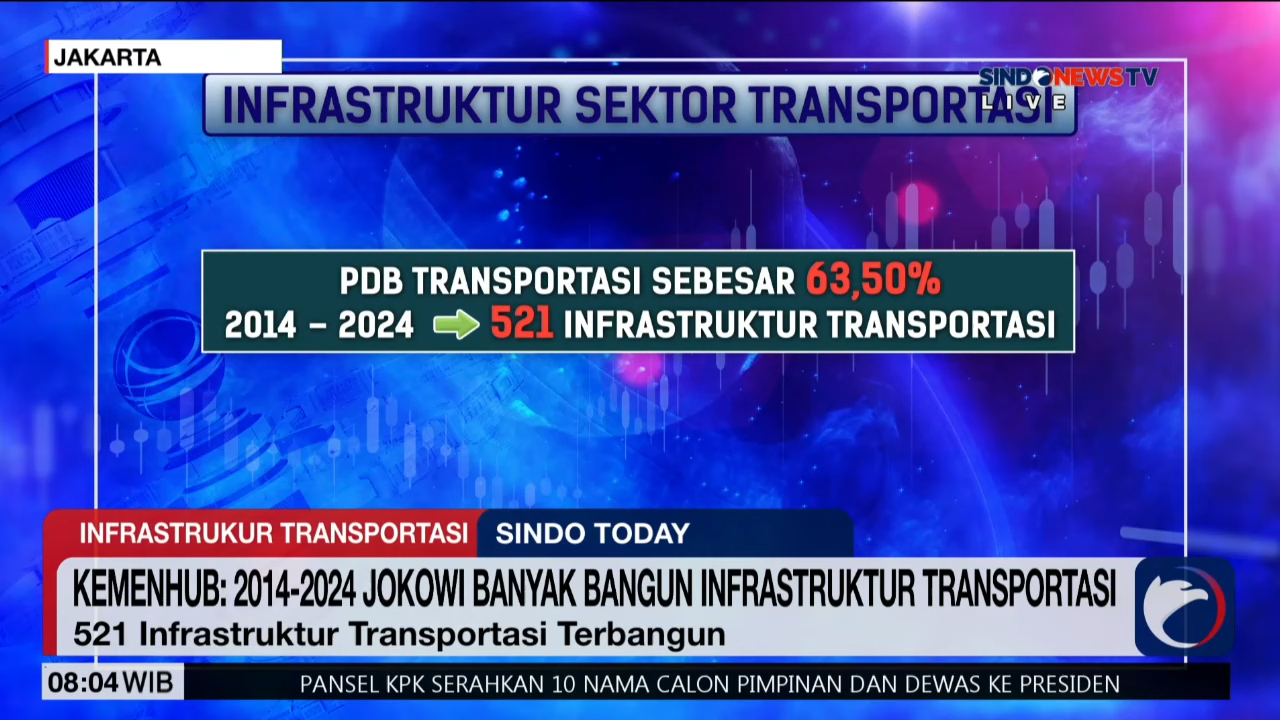 JAKARTA
SINDONEWSTV
LIVE
INFRASTRUKTUR SEKTOR TRANSPORTASI
PDB TRANSPORTASI SEBESAR 63,50%
2014 – 2024 521 INFRASTRUKTUR TRANSPORTASI
INFRASTRUKUR TRANSPORTASI
SINDO TODAY
KEMENHUB: 2014-2024 JOKOWI BANYAK BANGUN INFRASTRUKTUR TRANSPORTASI
521 Infrastruktur Transportasi Terbangun
08:04 WIB
PANSEL KPK SERAHKAN 10 NAMA CALON PIMPINAN DAN DEWAS KE PRESIDEN